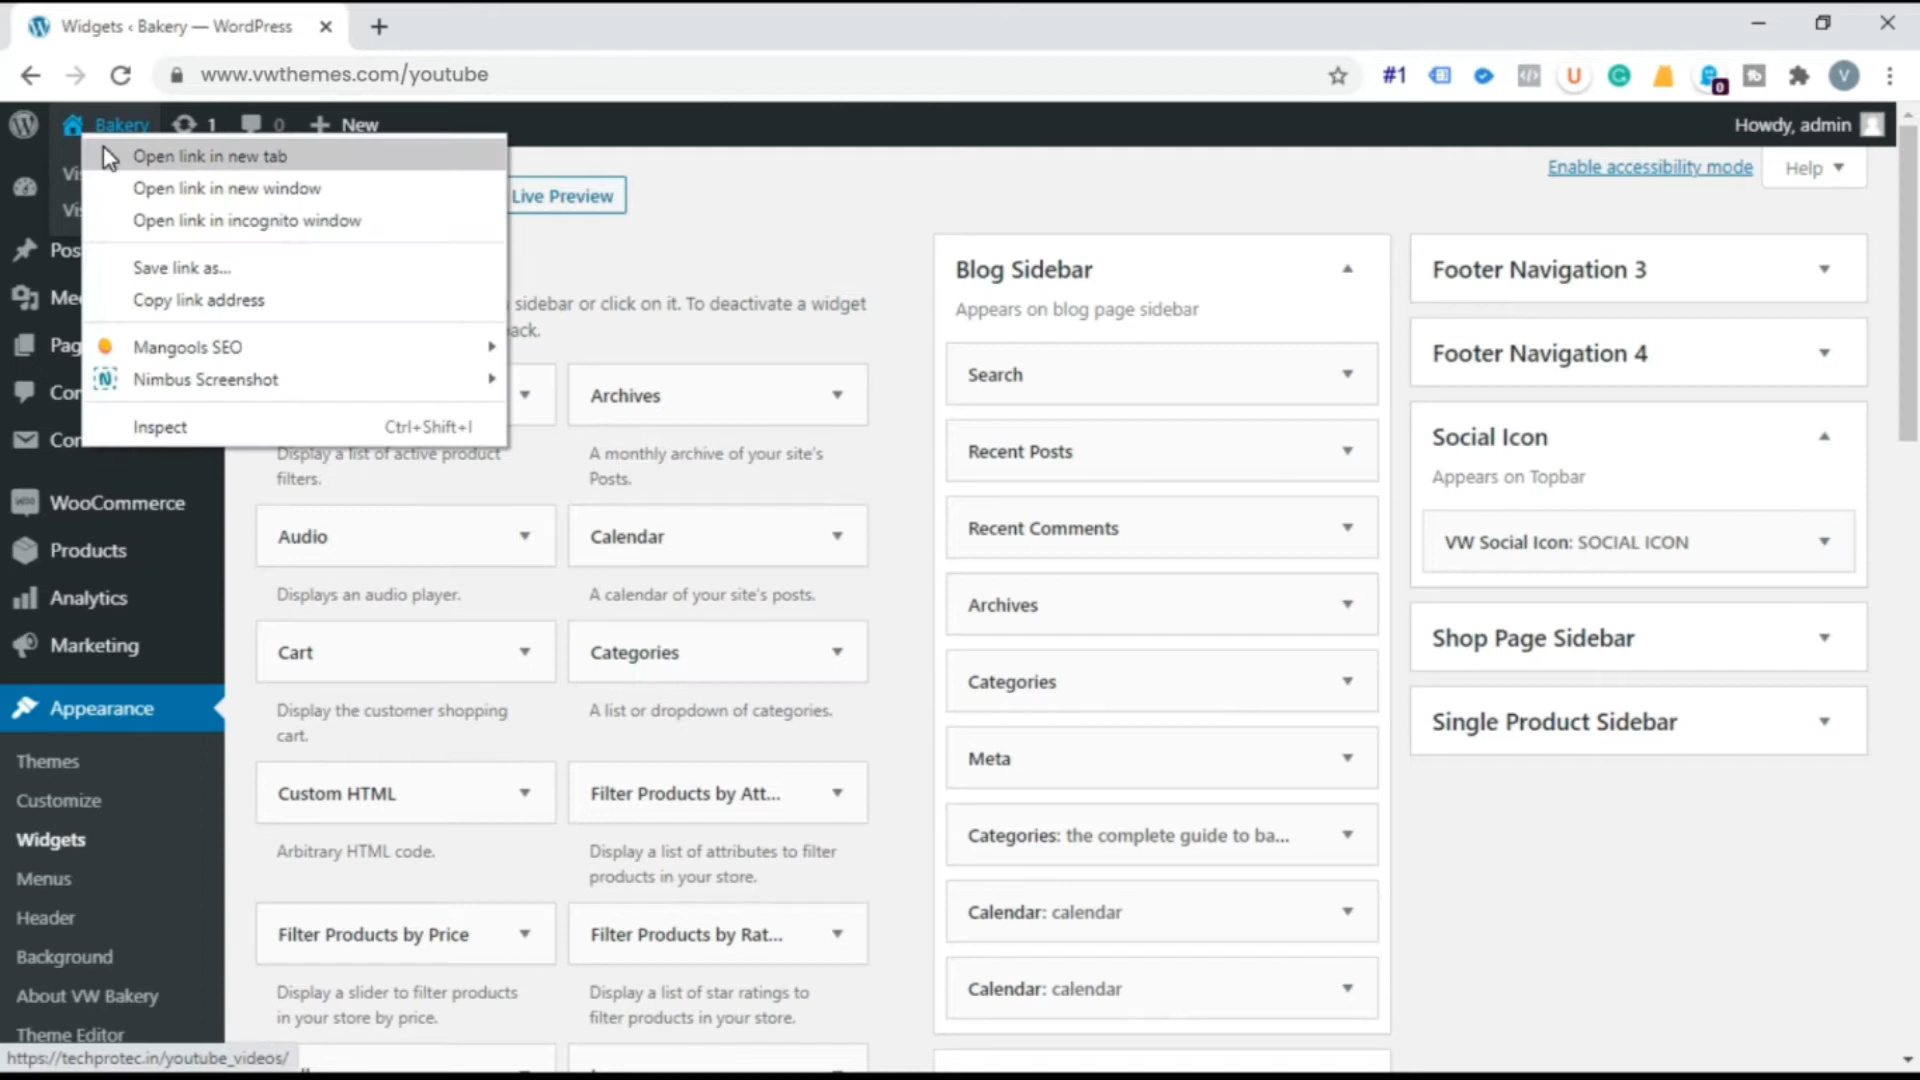 Widgets ‹ Bakery — WordPress
www.vwthemes.com/youtube
#1
U
0
V
Bakery
1
0
New
Howdy, admin
Open link in new tab
Open link in new window
Open link in incognito window
Save link as...
Copy link address
Mangools SEO
Nimbus Screenshot
Inspect
Ctrl+Shift+I
Live Preview
Enable accessibility mode
Help
sidebar or click on it. To deactivate a widget
Vis
Vis
Pos
Me
Pag
Cor
Cor
WooCommerce
Products
Analytics
Marketing
Appearance
Themes
Customize
Widgets
Menus
Header
Background
About VW Bakery
Theme Editor
https://techprotec.in/youtube_videos/
Display a list of active product
filters.
Archives
A monthly archive of your site's
Posts.
Audio
Displays an audio player.
Calendar
A calendar of your site's posts.
Cart
Display the customer shopping
cart.
Categories
A list or dropdown of categories.
Custom HTML
Arbitrary HTML code.
Filter Products by Att...
Display a list of attributes to filter
products in your store.
Filter Products by Price
Display a slider to filter products
in your store by price.
Filter Products by Rat...
Display a list of star ratings to
filter products in your store.
Blog Sidebar
Appears on blog page sidebar
Search
Recent Posts
Recent Comments
Archives
Categories
Meta
Categories: the complete guide to ba...
Calendar: calendar
Calendar: calendar
Footer Navigation 3
Footer Navigation 4
Social Icon
Appears on Topbar
VW Social Icon: SOCIAL ICON
Shop Page Sidebar
Single Product Sidebar